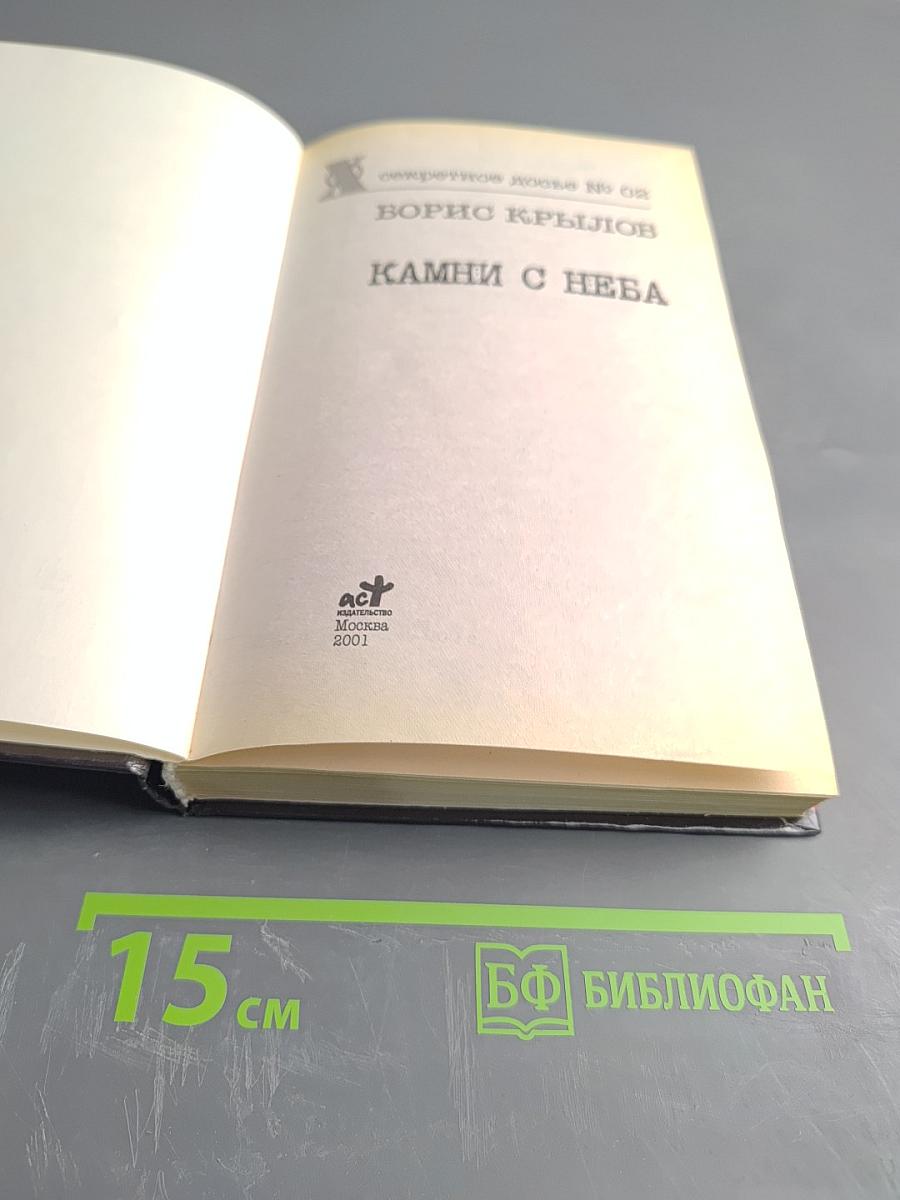 секретное досье № 02
БОРИС КРЫЛОВ
КАМНИ С НЕБА
аст
ИЗДАТЕЛЬСТВО
Москва
2001
15 см
БФ БИБЛИОФАН